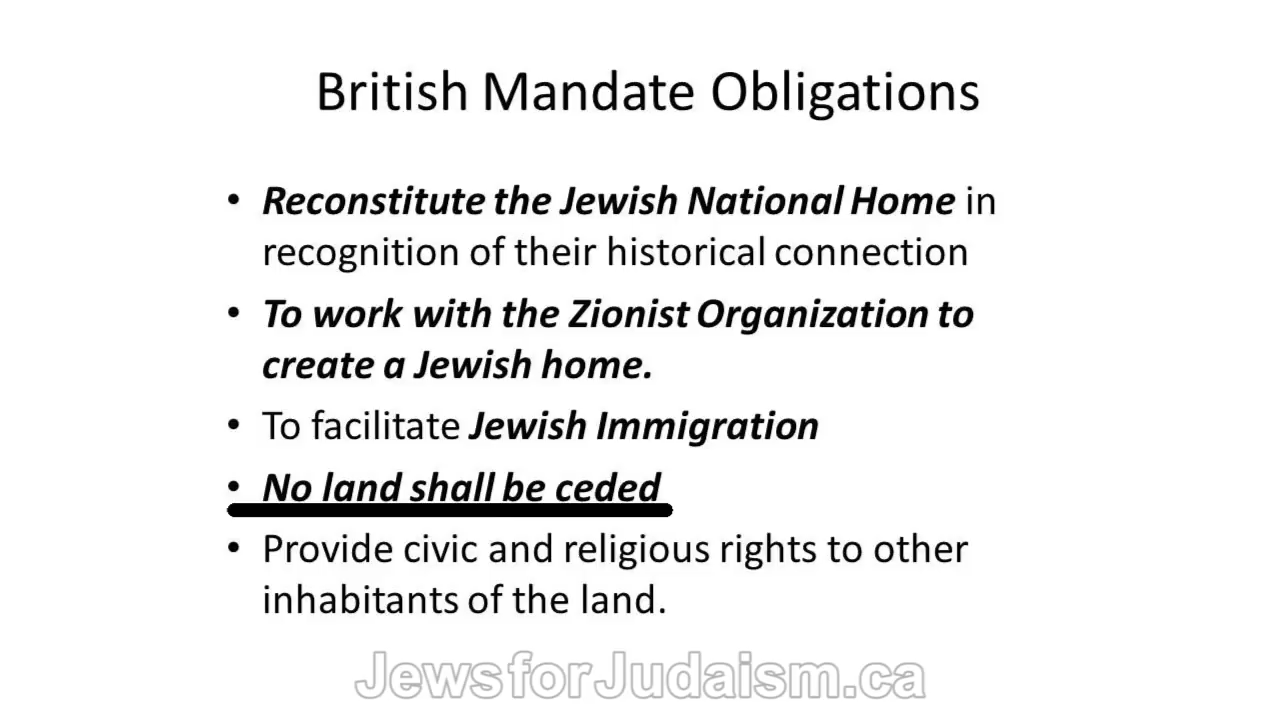 British Mandate Obligations
• Reconstitute the Jewish National Home in
recognition of their historical connection
• To work with the Zionist Organization to
create a Jewish home.
• To facilitate Jewish Immigration
• No land shall be ceded
• Provide civic and religious rights to other
inhabitants of the land.
JewsforJudaism.ca